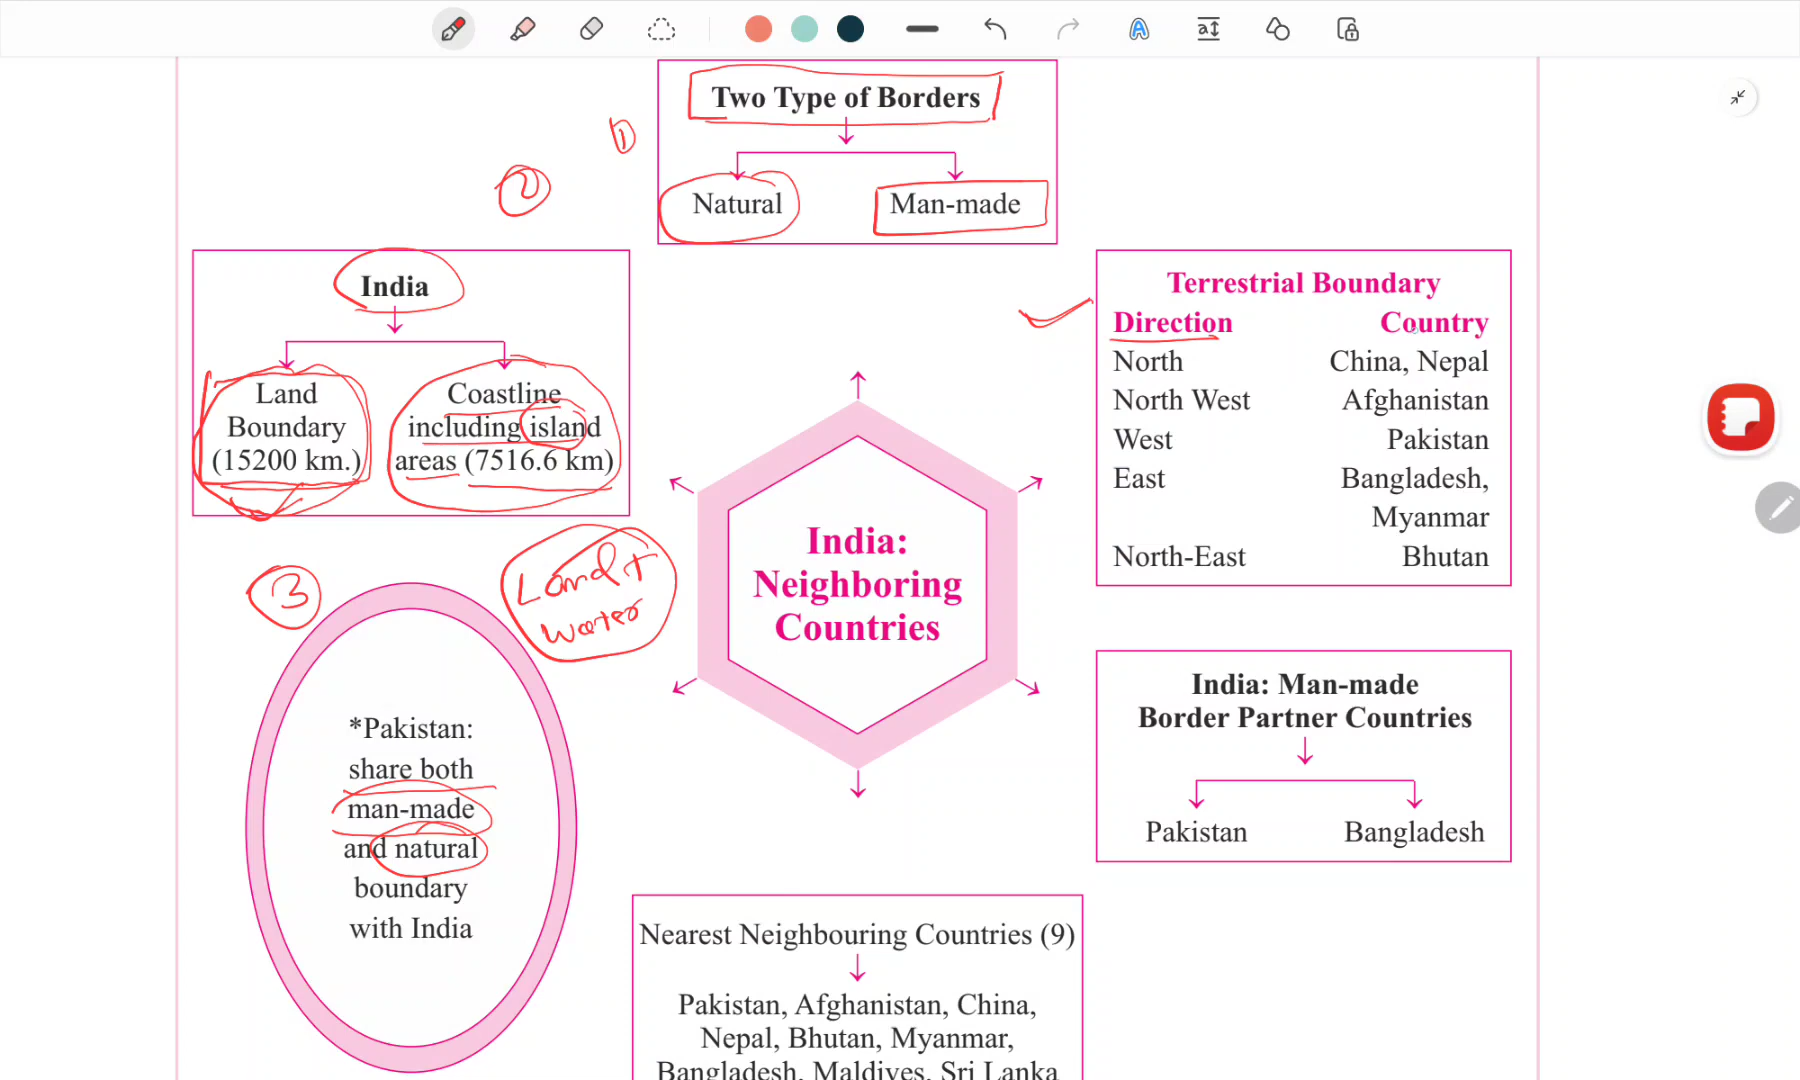 Two Type of Borders
Natural
Man-made
①
②
India
Land
Boundary
(15200 km.)
Coastline
including island
areas (7516.6 km)
Terrestrial Boundary
Direction Country
North China, Nepal
North West Afghanistan
West Pakistan
East Bangladesh,
Myanmar
North-East Bhutan
India:
Neighboring
Countries
Land +
water
③
*Pakistan:
share both
man-made
and natural
boundary
with India
India: Man-made
Border Partner Countries
Pakistan
Bangladesh
Nearest Neighbouring Countries (9)
Pakistan, Afghanistan, China,
Nepal, Bhutan, Myanmar,
Bangladesh, Maldives, Sri Lanka